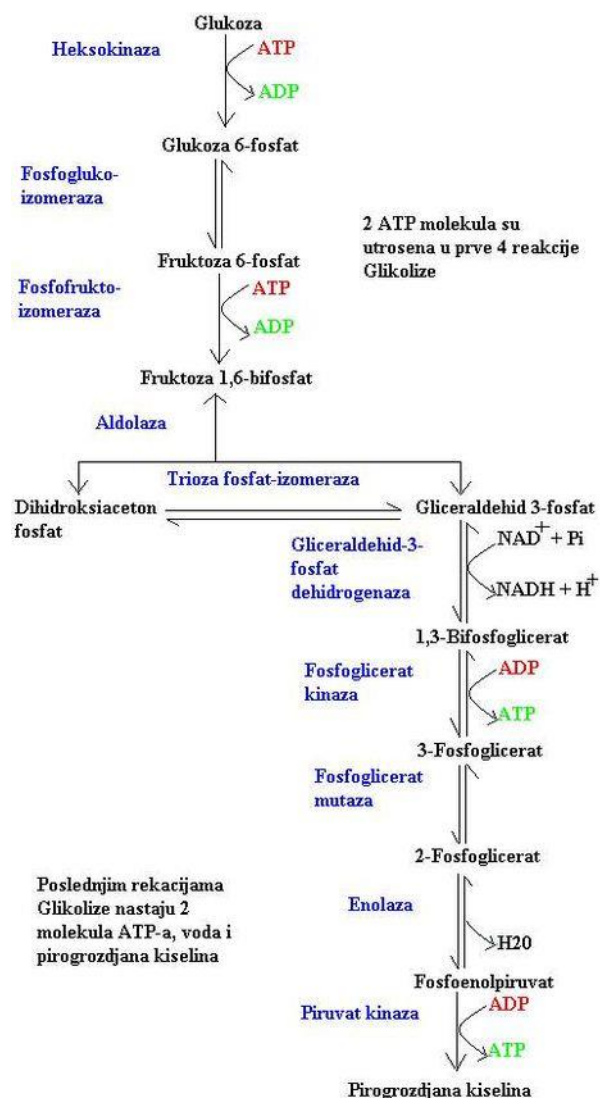 Glukoza
Heksokinaza
ATP
ADP
Glukoza 6-fosfat
Fosfogluko-
izomeraza
2 ATP molekula su
utrosena u prve 4 reakcije
Glikolize
Fruktoza 6-fosfat
Fosfofrukto-
izomeraza
ATP
ADP
Fruktoza 1,6-bifosfat
Aldolaza
Trioza fosfat-izomeraza
Dihidroksiaceton
fosfat
Gliceraldehid 3-fosfat
Gliceraldehid-3-
fosfat
dehidrogenaza
NAD+ + Pi
NADH + H+
1,3-Bifosfoglicerat
Fosfoglicerat
kinaza
ADP
ATP
3-Fosfoglicerat
Fosfoglicerat
mutaza
2-Fosfoglicerat
Poslednjim rekacijama
Glikolize nastaju 2
molekula ATP-a, voda i
pirogrozdjana kiselina
Enolaza
H20
Fosfoenolpiruvat
Piruvat kinaza
ADP
ATP
Pirogrozdjana kiselina